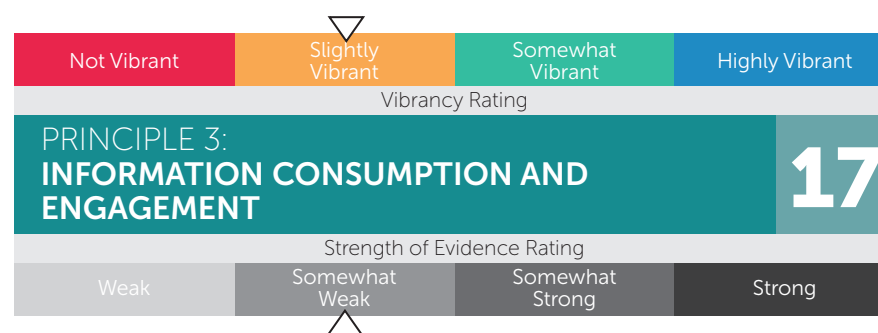 Not Vibrant
Slightly
Vibrant
Somewhat
Vibrant
Highly Vibrant
Vibrancy Rating
PRINCIPLE 3:
INFORMATION CONSUMPTION AND
ENGAGEMENT
17
Strength of Evidence Rating
Weak
Somewhat
Weak
Somewhat
Strong
Strong